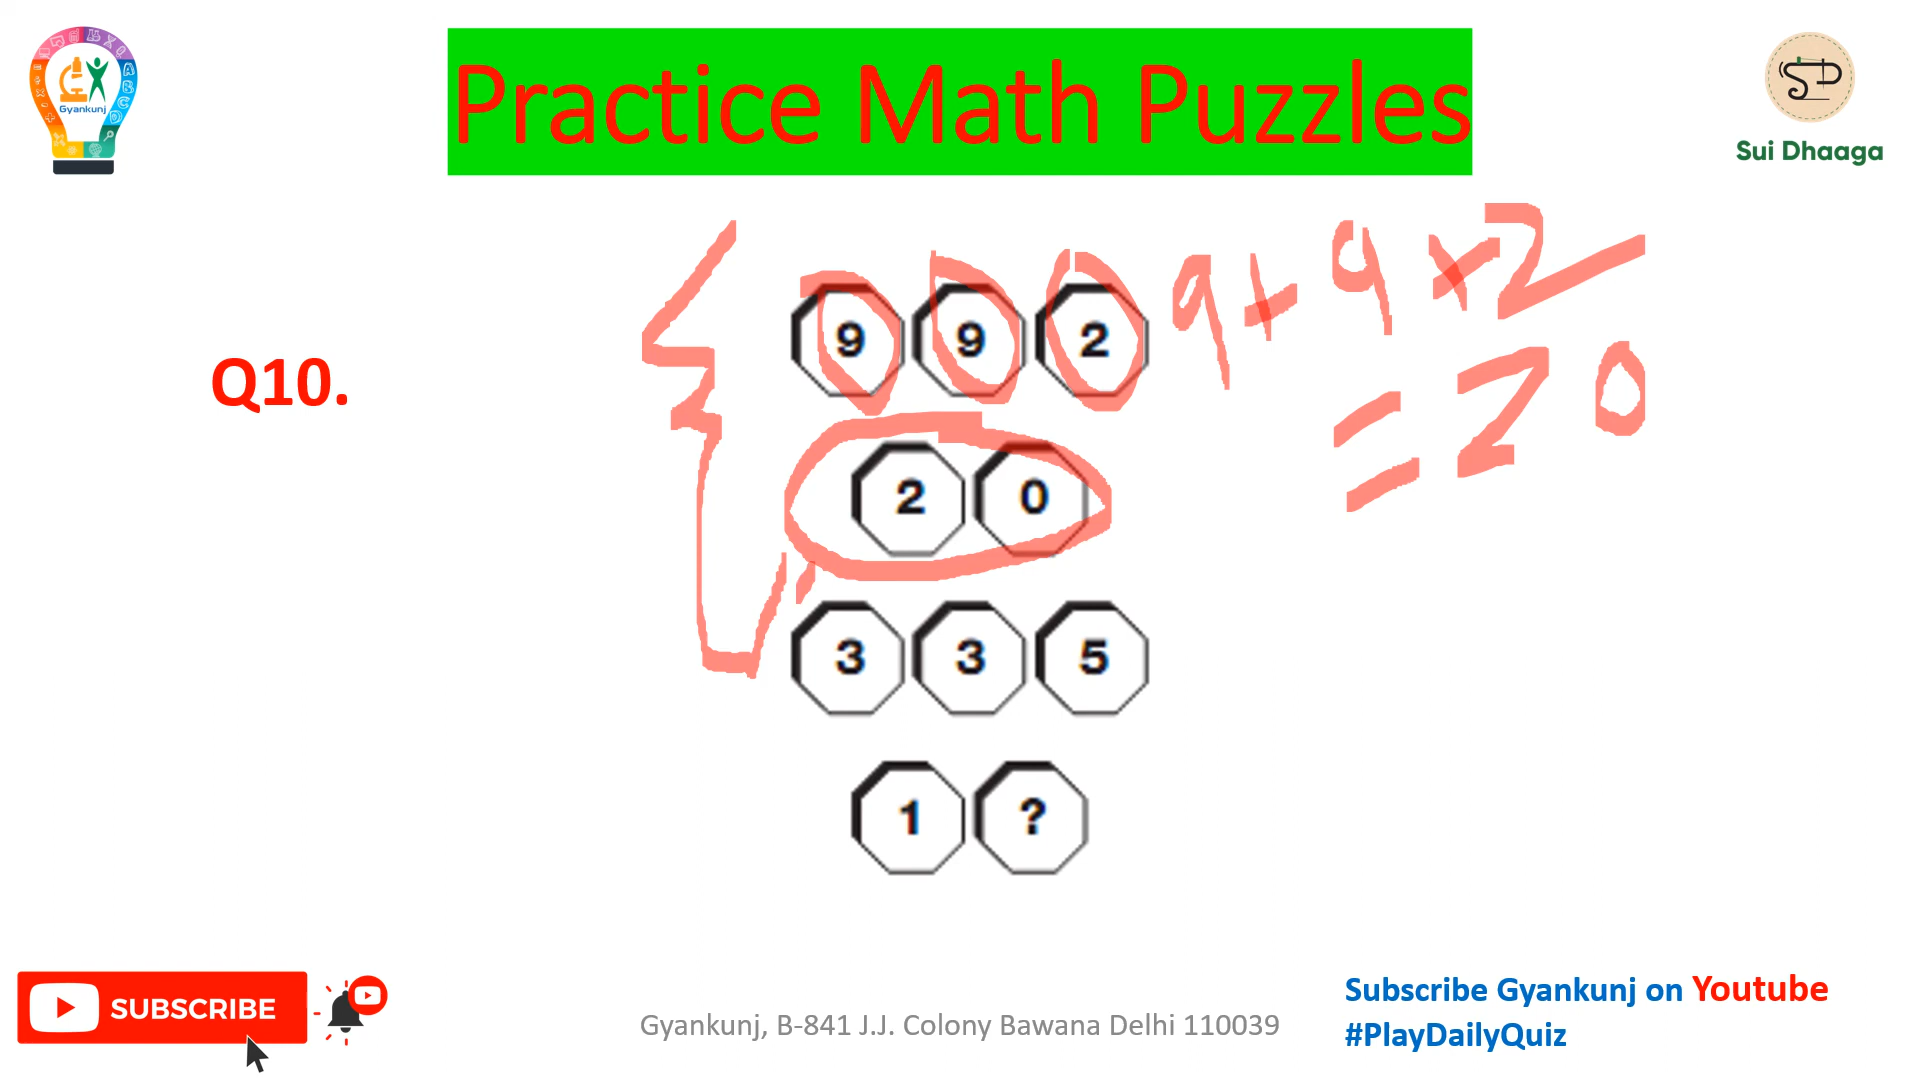 Practice Math Puzzles
Gyankunj
Sui Dhaaga
Q10.
9 9 2
9 + 9 + 2
= 20
2 0
3 3 5
1 ?
SUBSCRIBE
Gyankunj, B-841 J.J. Colony Bawana Delhi 110039
Subscribe Gyankunj on Youtube
#PlayDailyQuiz